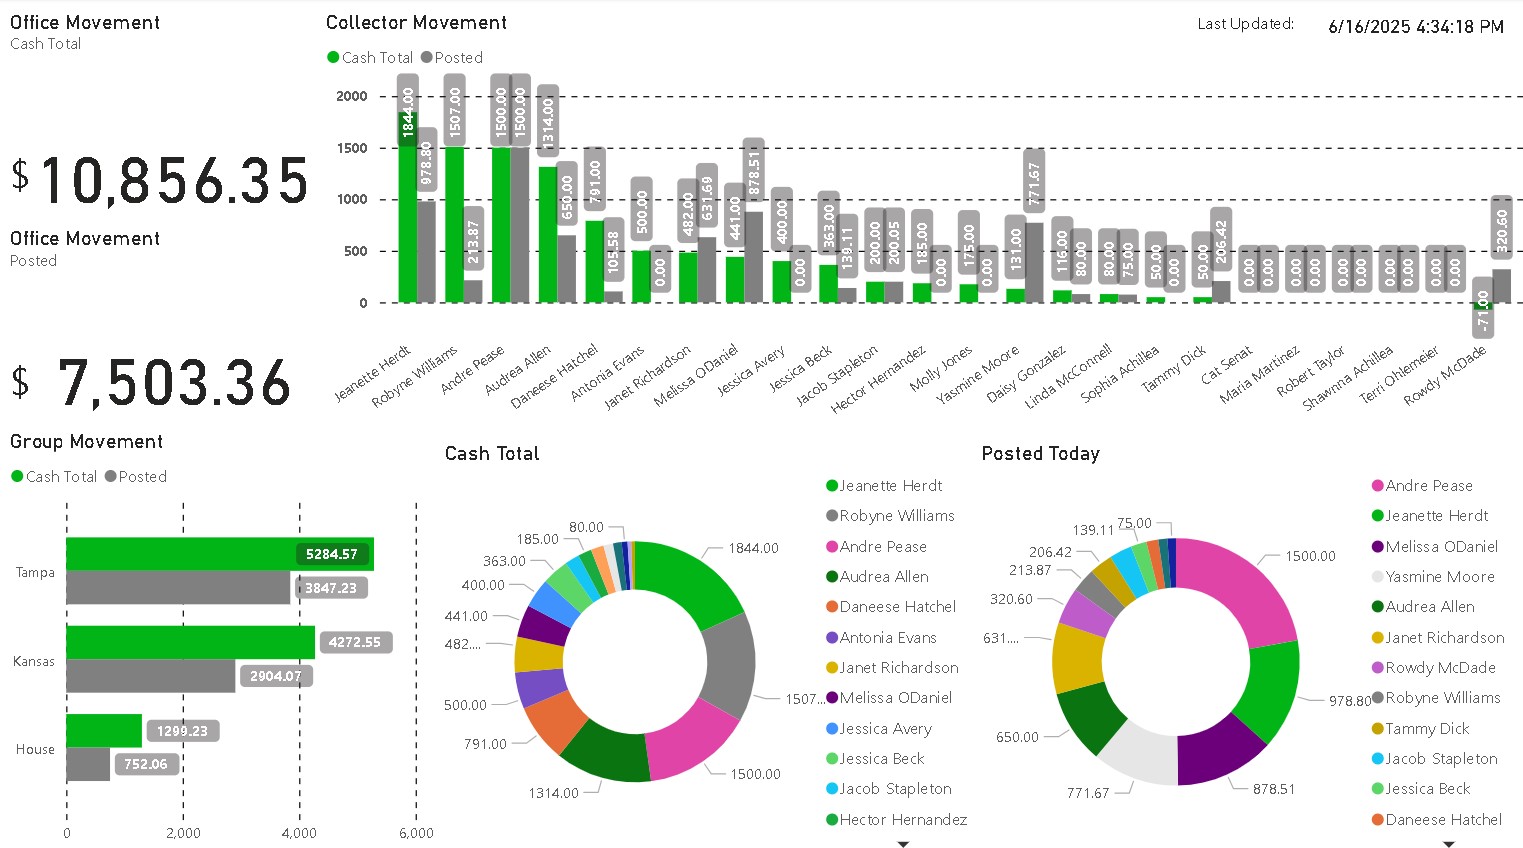 Office Movement
Cash Total
$ 10,856.35
Office Movement
Posted
$ 7,503.36
Collector Movement
Last Updated: 6/16/2025 4:34:18 PM
Cash Total Posted
2000
1500
1000
500
0
1844.00 978.80
1507.00 213.87
1500.00 1500.00
1314.00 650.00
791.00 105.58
500.00 0.00
482.00 631.69
441.00 878.51
400.00 0.00
363.00 139.11
200.00 200.05
185.00 0.00
175.00 0.00
131.00 771.67
116.00 80.00
80.00 75.00
50.00 0.00
50.00 206.42
0.00 0.00
0.00 0.00
0.00 0.00
0.00 0.00
0.00 0.00
-71.00 320.60
Jeanette Herdt
Robyne Williams
Andre Pease
Audrea Allen
Daneese Hatchel
Antonia Evans
Janet Richardson
Melissa ODaniel
Jessica Avery
Jessica Beck
Jacob Stapleton
Hector Hernandez
Molly Jones
Yasmine Moore
Daisy Gonzalez
Linda McConnell
Sophia Achillea
Tammy Dick
Cat Senat
Maria Martinez
Robert Taylor
Shawnna Achillea
Terri Ohlemeier
Rowdy McDade
Group Movement
Cash Total Posted
Tampa
5284.57
3847.23
Kansas
4272.55
2904.07
House
1299.23
752.06
0 2,000 4,000 6,000
Cash Total
80.00
185.00
363.00
400.00
441.00
482....
500.00
791.00
1314.00
1844.00
1507...
1500.00
Jeanette Herdt
Robyne Williams
Andre Pease
Audrea Allen
Daneese Hatchel
Antonia Evans
Janet Richardson
Melissa ODaniel
Jessica Avery
Jessica Beck
Jacob Stapleton
Hector Hernandez
Posted Today
75.00
139.11
206.42
213.87
320.60
631....
650.00
771.67
1500.00
978.80
878.51
Andre Pease
Jeanette Herdt
Melissa ODaniel
Yasmine Moore
Audrea Allen
Janet Richardson
Rowdy McDade
Robyne Williams
Tammy Dick
Jacob Stapleton
Jessica Beck
Daneese Hatchel